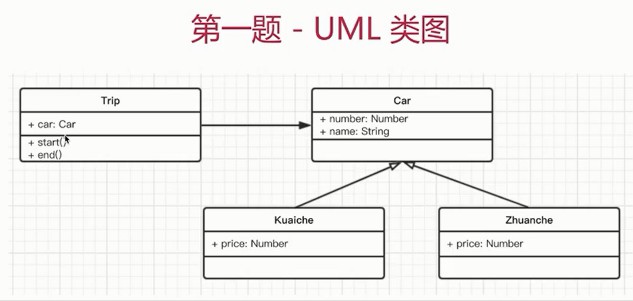 第一题 - UML 类图
Trip
+ car: Car
+ start()
+ end()
Car
+ number: Number
+ name: String
Kuaiche
+ price: Number
Zhuanche
+ price: Number